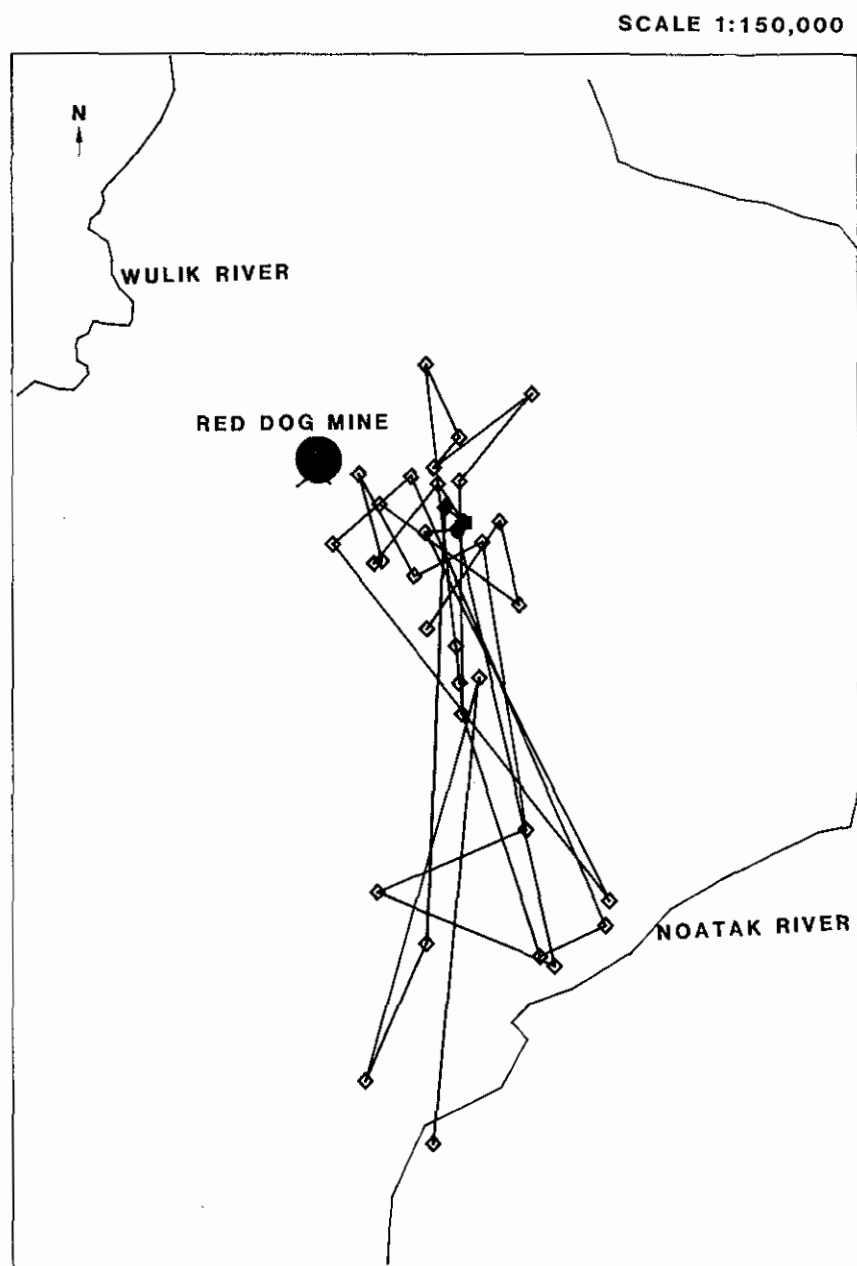 SCALE 1:150,000
N
WULIK RIVER
RED DOG MINE
NOATAK RIVER